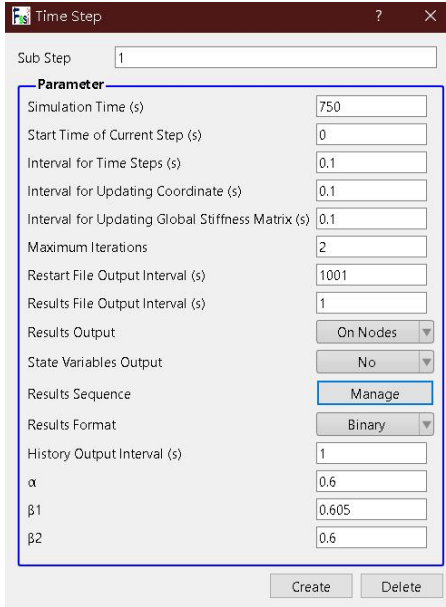 Time Step ? ×
Sub Step 1
Parameter
Simulation Time (s) 750
Start Time of Current Step (s) 0
Interval for Time Steps (s) 0.1
Interval for Updating Coordinate (s) 0.1
Interval for Updating Global Stiffness Matrix (s) 0.1
Maximum Iterations 2
Restart File Output Interval (s) 1001
Results File Output Interval (s) 1
Results Output On Nodes
State Variables Output No
Results Sequence Manage
Results Format Binary
History Output Interval (s) 1
α 0.6
β1 0.605
β2 0.6
Create Delete